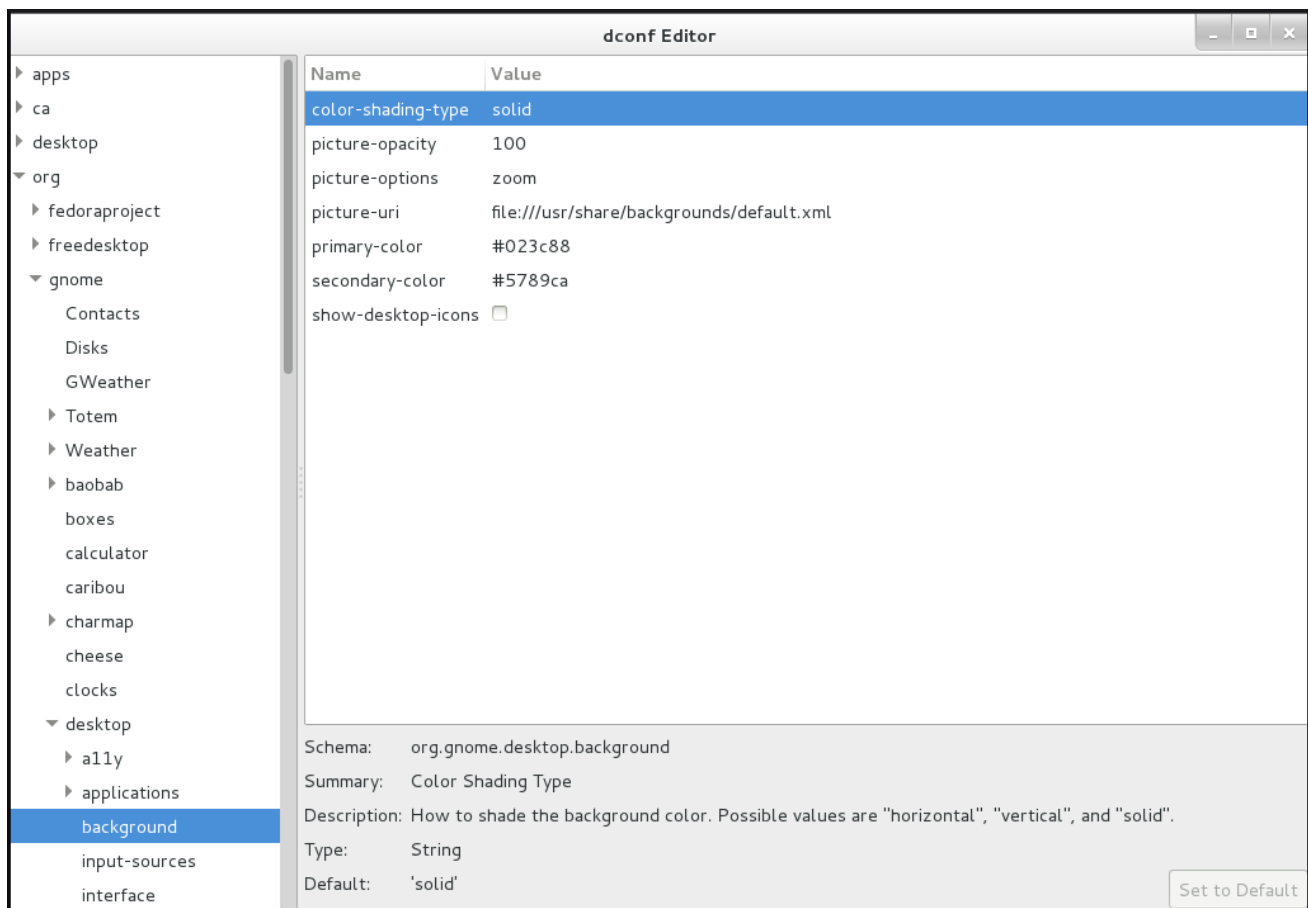 dconf Editor
apps
ca
desktop
org
fedoraproject
freedesktop
gnome
Contacts
Disks
GWeather
Totem
Weather
baobab
boxes
calculator
caribou
charmap
cheese
clocks
desktop
a11y
applications
background
input-sources
interface
Name Value
color-shading-type solid
picture-opacity 100
picture-options zoom
picture-uri file:///usr/share/backgrounds/default.xml
primary-color #023c88
secondary-color #5789ca
show-desktop-icons
Schema: org.gnome.desktop.background
Summary: Color Shading Type
Description: How to shade the background color. Possible values are "horizontal", "vertical", and "solid".
Type: String
Default: 'solid'
Set to Default